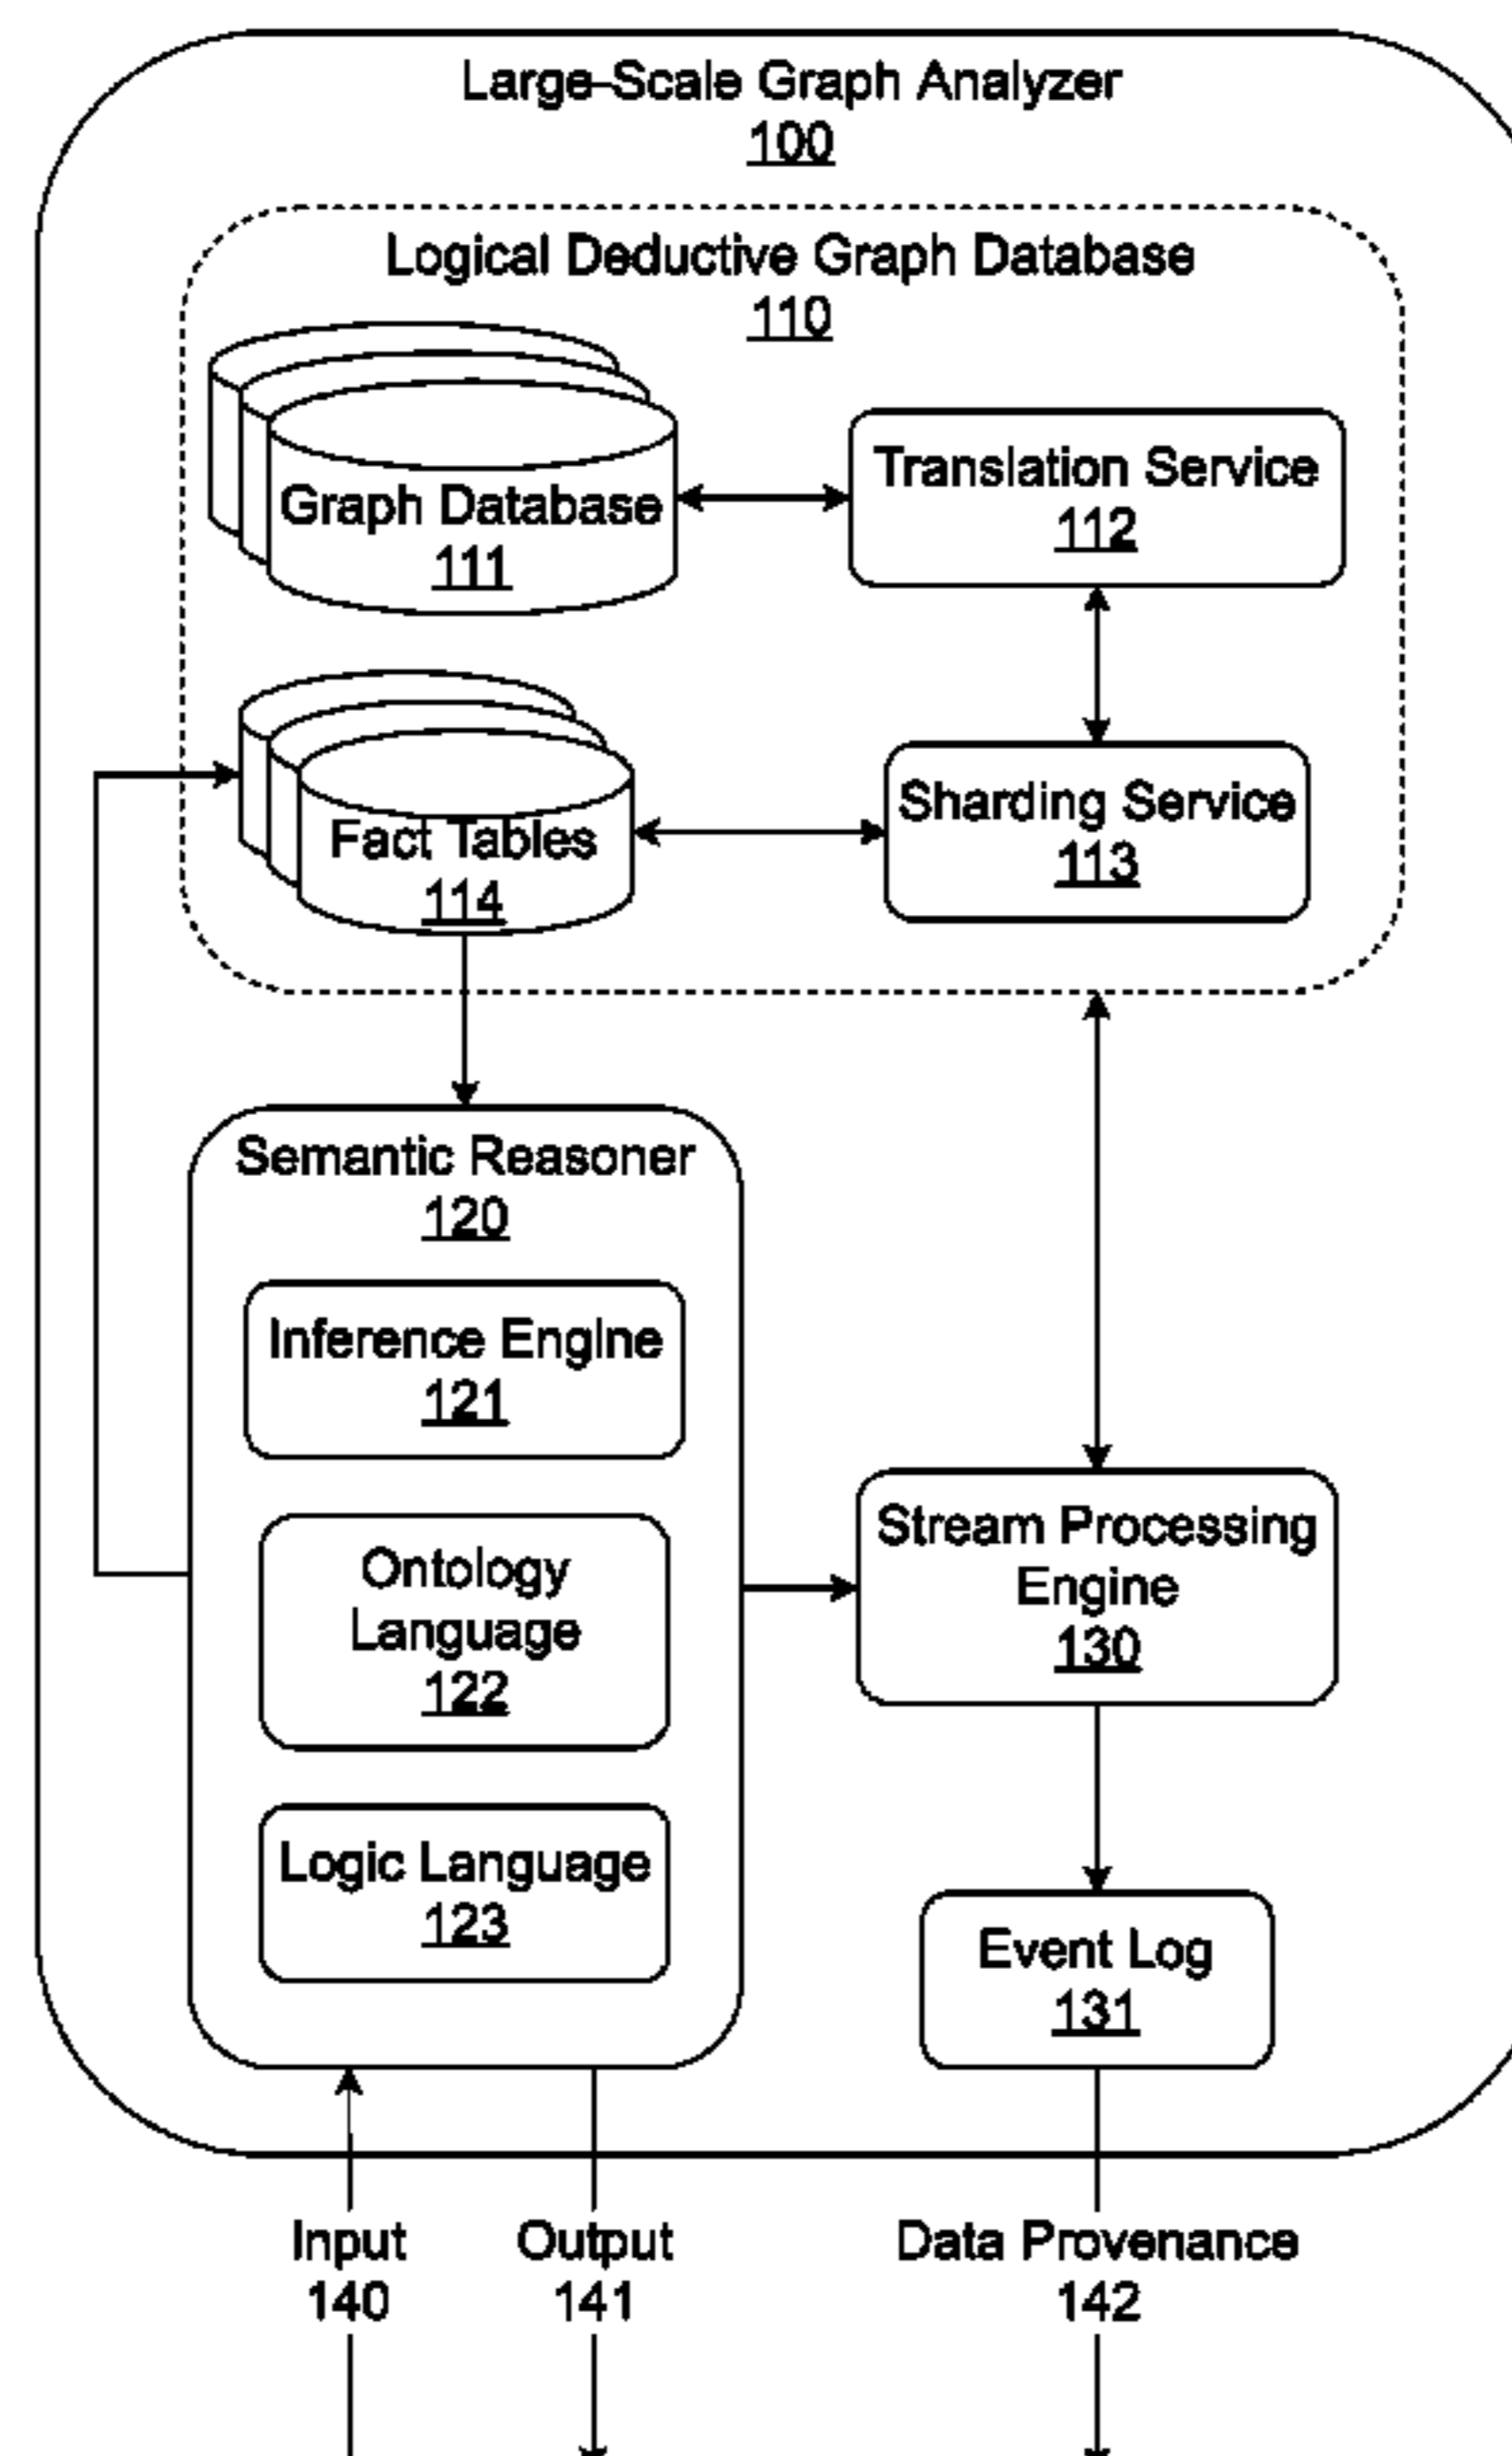 Large-Scale Graph Analyzer
100
Logical Deductive Graph Database
110
Graph Database
111
Translation Service
112
Fact Tables
114
Sharding Service
113
Semantic Reasoner
120
Inference Engine
121
Ontology
Language
122
Logic Language
123
Stream Processing
Engine
130
Event Log
131
Input
140
Output
141
Data Provenance
142